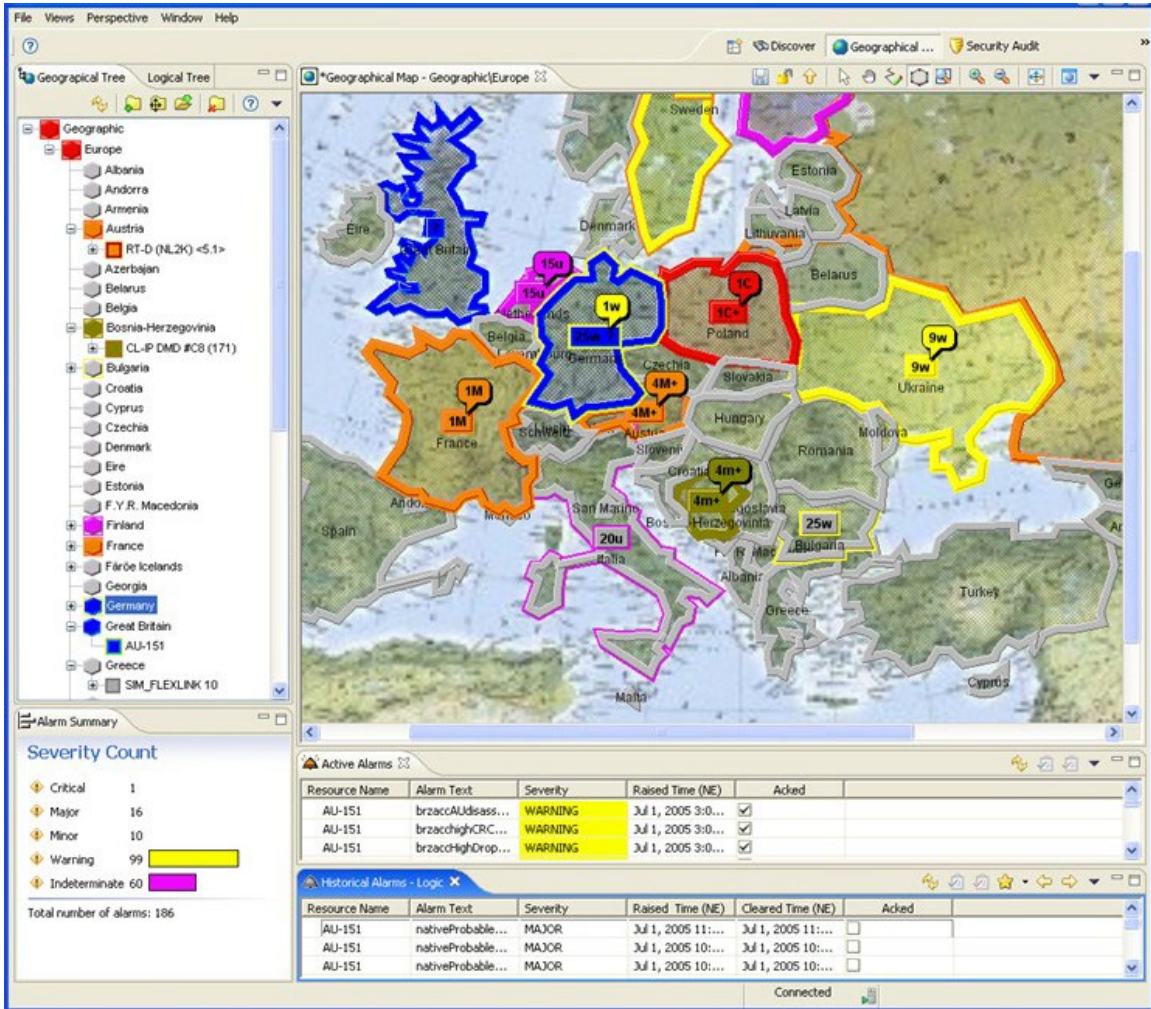 File Views Perspective Window Help
Discover Geographical ... Security Audit »
Geograpical Tree Logical Tree
Geographic
Europe
Albania
Andorra
Armenia
Austria
RT-D (NL2K) <5.1>
Azerbajan
Belarus
Belgia
Bosnia-Herzegovinia
CL-IP DMD #C8 (171)
Bulgaria
Croatia
Cyprus
Czechia
Denmark
Eire
Estonia
F.Y.R. Macedonia
Finland
France
Färöe Icelands
Georgia
Germany
Great Britain
AU-151
Greece
SIM_FLEXLINK 10
*Geographical Map - Geographic\Europe
Sweden
Estonia
Latvia
Lithuvania
Eire
Denmark
Belarus
15u
15u
1w
25w
1C
1C+
Poland
Belgia
Czechia
9w
9w
Ukraine
Slovakia
1M
1M
France
4M+
4M+
Hungary
Moldova
Romania
4m+
4m+
Herzegovinia
Spain
San Marino
20u
Italia
25w
Bulgaria
Greece
Turkey
Malta
Cyprus
Alarm Summary
Severity Count
Critical 1
Major 16
Minor 10
Warning 99
Indeterminate 60
Total number of alarms: 186
Active Alarms
Resource Name Alarm Text Severity Raised Time (NE) Acked
AU-151 brzaccAUdisass... WARNING Jul 1, 2005 3:0...
AU-151 brzacchighCRC... WARNING Jul 1, 2005 3:0...
AU-151 brzaccHighDrop... WARNING Jul 1, 2005 3:0...
Historical Alarms - Logic
Resource Name Alarm Text Severity Raised Time (NE) Cleared Time (NE) Acked
AU-151 nativeProbable... MAJOR Jul 1, 2005 11:... Jul 1, 2005 11:...
AU-151 nativeProbable... MAJOR Jul 1, 2005 10:... Jul 1, 2005 10:...
AU-151 nativeProbable... MAJOR Jul 1, 2005 10:... Jul 1, 2005 10:...
Connected